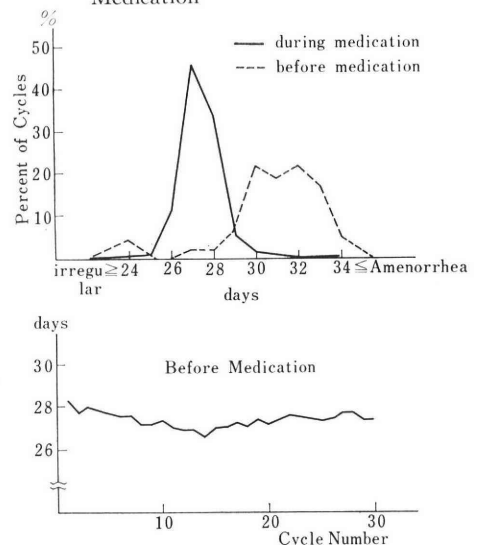 Medication
%
50
during medication
40
before medication
30
20
10
Percent of Cycles
irregu
lar
≧24 26 28 30 32 34≦Amenorrhea
days
days
30
Before Medication
28
26
10 20 30
Cycle Number